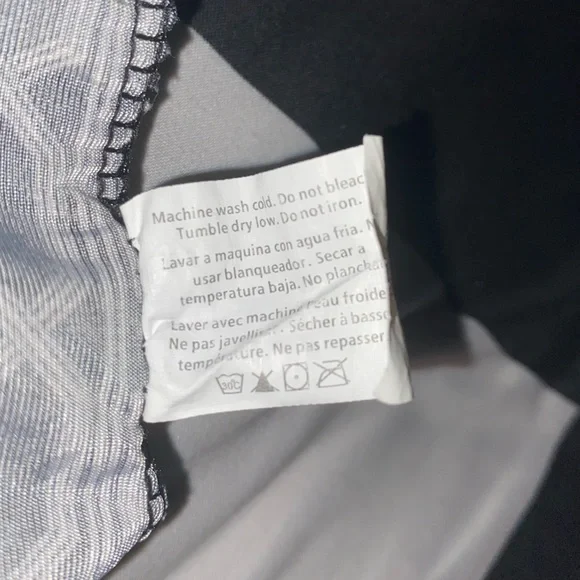 Machine wash cold. Do not bleac
Tumble dry low. Do not iron.
Lavar a maquina con agua fria. N
usar blanqueador. Secar a
temperatura baja. No plancha
Laver avec machine l'eau froide
Ne pas javelliser. Sécher à basse
température. Ne pas repasser
30°C